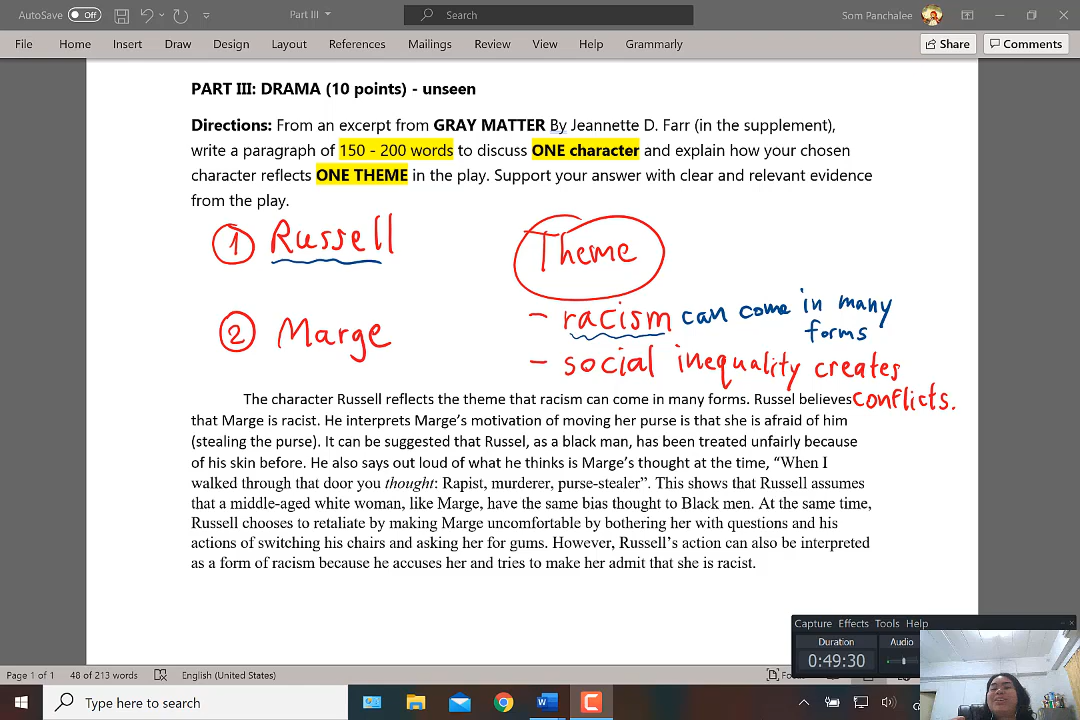 AutoSave Off Part III Search Som Panchalee
File Home Insert Draw Design Layout References Mailings Review View Help Grammarly Share Comments
PART III: DRAMA (10 points) - unseen
Directions: From an excerpt from GRAY MATTER By Jeannette D. Farr (in the supplement),
write a paragraph of 150 - 200 words to discuss ONE character and explain how your chosen
character reflects ONE THEME in the play. Support your answer with clear and relevant evidence
from the play.
1 Russell
Theme
2 Marge
- racism can come in many
forms
- social inequality creates
conflicts.
The character Russell reflects the theme that racism can come in many forms. Russel believes
that Marge is racist. He interprets Marge's motivation of moving her purse is that she is afraid of him
(stealing the purse). It can be suggested that Russel, as a black man, has been treated unfairly because
of his skin before. He also says out loud of what he thinks is Marge's thought at the time, “When I
walked through that door you thought: Rapist, murderer, purse-stealer”. This shows that Russell assumes
that a middle-aged white woman, like Marge, have the same bias thought to Black men. At the same time,
Russell chooses to retaliate by making Marge uncomfortable by bothering her with questions and his
actions of switching his chairs and asking her for gums. However, Russell's action can also be interpreted
as a form of racism because he accuses her and tries to make her admit that she is racist.
Capture Effects Tools Help
Duration Audio
0:49:30
Page 1 of 1 48 of 213 words English (United States)
Type here to search